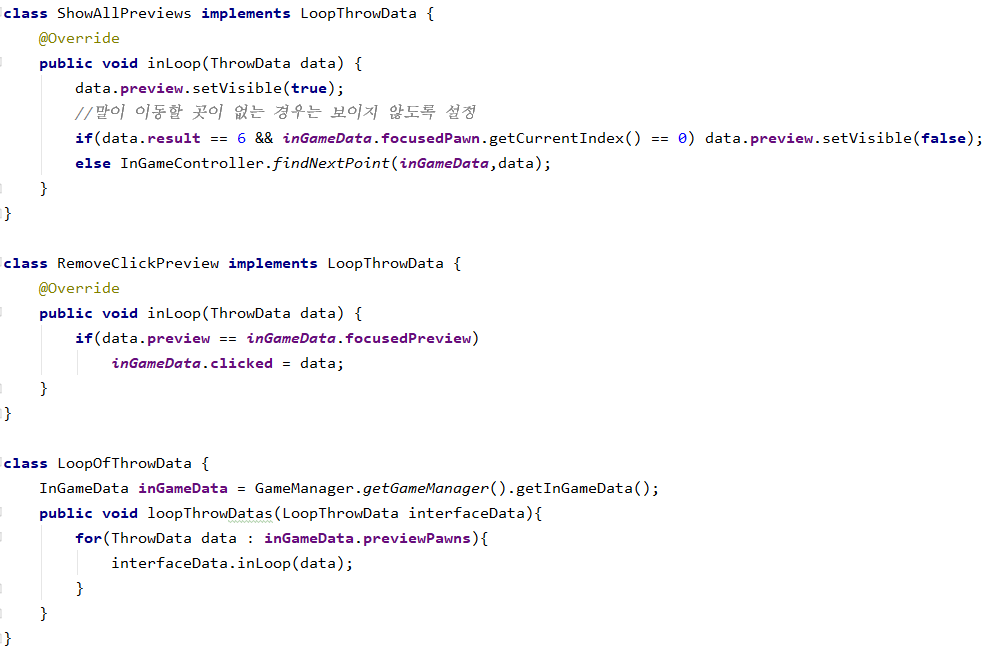 class ShowAllPreviews implements LoopThrowData {
    @Override
    public void inLoop(ThrowData data) {
        data.preview.setVisible(true);
        //말이 이동할 곳이 없는 경우는 보이지 않도록 설정
        if(data.result == 6 && inGameData.focusedPawn.getCurrentIndex() == 0) data.preview.setVisible(false);
        else InGameController.findNextPoint(inGameData,data);
    }
}
class RemoveClickPreview implements LoopThrowData {
    @Override
    public void inLoop(ThrowData data) {
        if(data.preview == inGameData.focusedPreview)
            inGameData.clicked = data;
    }
}
class LoopOfThrowData {
    InGameData inGameData = GameManager.getGameManager().getInGameData();
    public void loopThrowDatas(LoopThrowData interfaceData){
        for(ThrowData data : inGameData.previewPawns){
            interfaceData.inLoop(data);
        }
    }
}